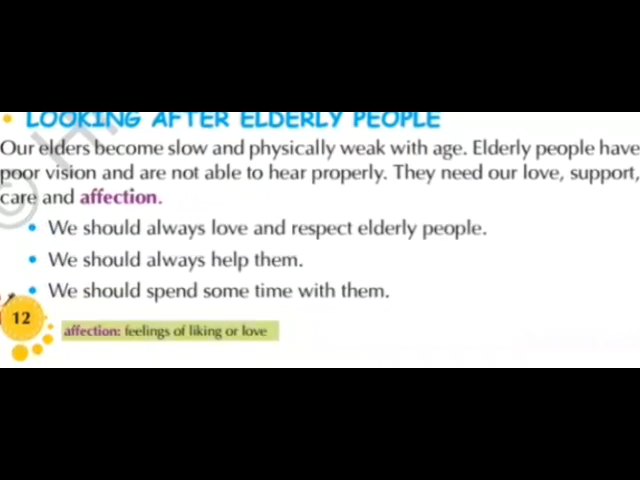 • LOOKING AFTER ELDERLY PEOPLE
Our elders become slow and physically weak with age. Elderly people have
poor vision and are not able to hear properly. They need our love, support,
care and affection.
• We should always love and respect elderly people.
• We should always help them.
• We should spend some time with them.
12
affection: feelings of liking or love